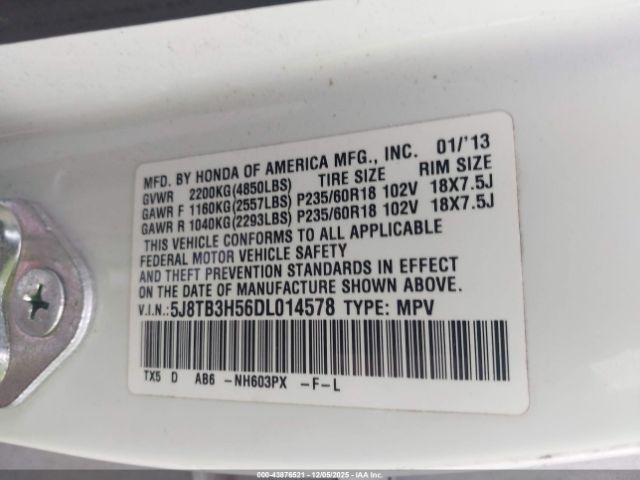 MFD. BY HONDA OF AMERICA MFG., INC. 01/'13
GVWR 2200KG(4850LBS) TIRE SIZE RIM SIZE
GAWR F 1160KG(2557LBS) P235/60R18 102V 18X7.5J
GAWR R 1040KG(2293LBS) P235/60R18 102V 18X7.5J
THIS VEHICLE CONFORMS TO ALL APPLICABLE
FEDERAL MOTOR VEHICLE SAFETY
AND THEFT PREVENTION STANDARDS IN EFFECT
ON THE DATE OF MANUFACTURE SHOWN ABOVE.
V.I.N.:5J8TB3H56DL014578 TYPE: MPV
TX5 D AB6 -NH603PX -F-L
000-43876521 - 12/05/2025 - IAA Inc.